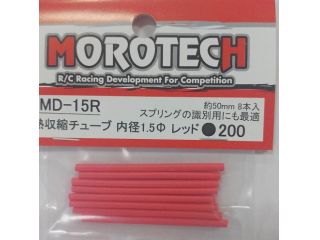 MOROTECH
R/C Racing Development For Competition
MD-15R
約50mm 8本入
スプリングの識別用にも最適
熱収縮チューブ 内径1.5Φ レッド ●200